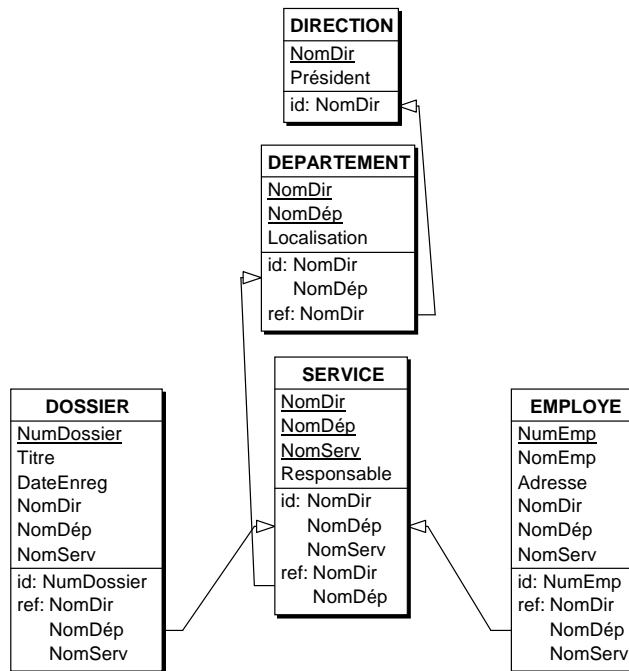 DIRECTION
NomDir
Président
id: NomDir
DEPARTEMENT
NomDir
NomDép
Localisation
id: NomDir
NomDép
ref: NomDir
SERVICE
NomDir
NomDép
NomServ
Responsable
id: NomDir
NomDép
NomServ
ref: NomDir
NomDép
DOSSIER
NumDossier
Titre
DateEnreg
NomDir
NomDép
NomServ
id: NumDossier
ref: NomDir
NomDép
NomServ
EMPLOYE
NumEmp
NomEmp
Adresse
NomDir
NomDép
NomServ
id: NumEmp
ref: NomDir
NomDép
NomServ